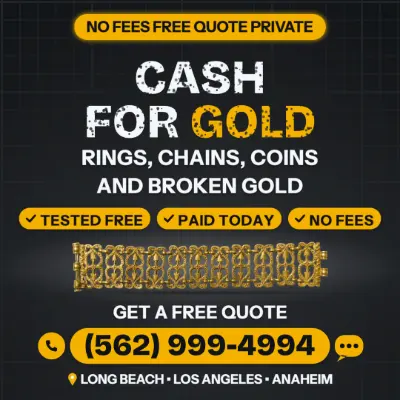 NO FEES FREE QUOTE PRIVATE
CASH
FOR GOLD
RINGS, CHAINS, COINS
AND BROKEN GOLD
✓ TESTED FREE ✓ PAID TODAY ✓ NO FEES
GET A FREE QUOTE
(562) 999-4994
LONG BEACH • LOS ANGELES • ANAHEIM